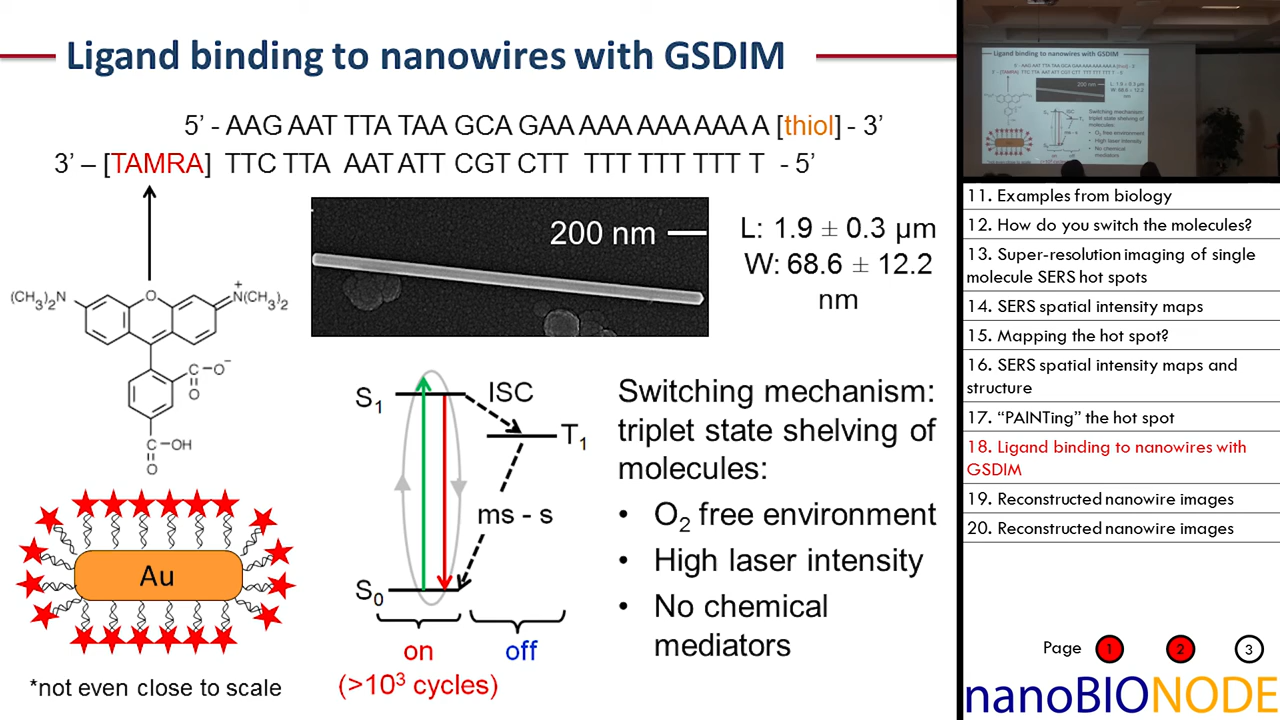 Ligand binding to nanowires with GSDIM
5’ - AAG AAT TTA TAA GCA GAA AAA AAA AAA A [thiol] - 3’
3’ – [TAMRA] TTC TTA AAT ATT CGT CTT TTT TTT TTT T - 5’
200 nm
L: 1.9 ± 0.3 µm
W: 68.6 ± 12.2
nm
(CH₃)₂N
O
+
N(CH₃)₂
C–O⁻
O
C–OH
O
Au
*not even close to scale
S₁
ISC
T₁
ms - s
S₀
on
off
(>10³ cycles)
Switching mechanism:
triplet state shelving of
molecules:
• O₂ free environment
• High laser intensity
• No chemical
mediators
Ligand binding to nanowires with GSDIM
11. Examples from biology
12. How do you switch the molecules?
13. Super-resolution imaging of single
molecule SERS hot spots
14. SERS spatial intensity maps
15. Mapping the hot spot?
16. SERS spatial intensity maps and
structure
17. “PAINTing” the hot spot
18. Ligand binding to nanowires with
GSDIM
19. Reconstructed nanowire images
20. Reconstructed nanowire images
Page 1 2 3
nanoBIONODE